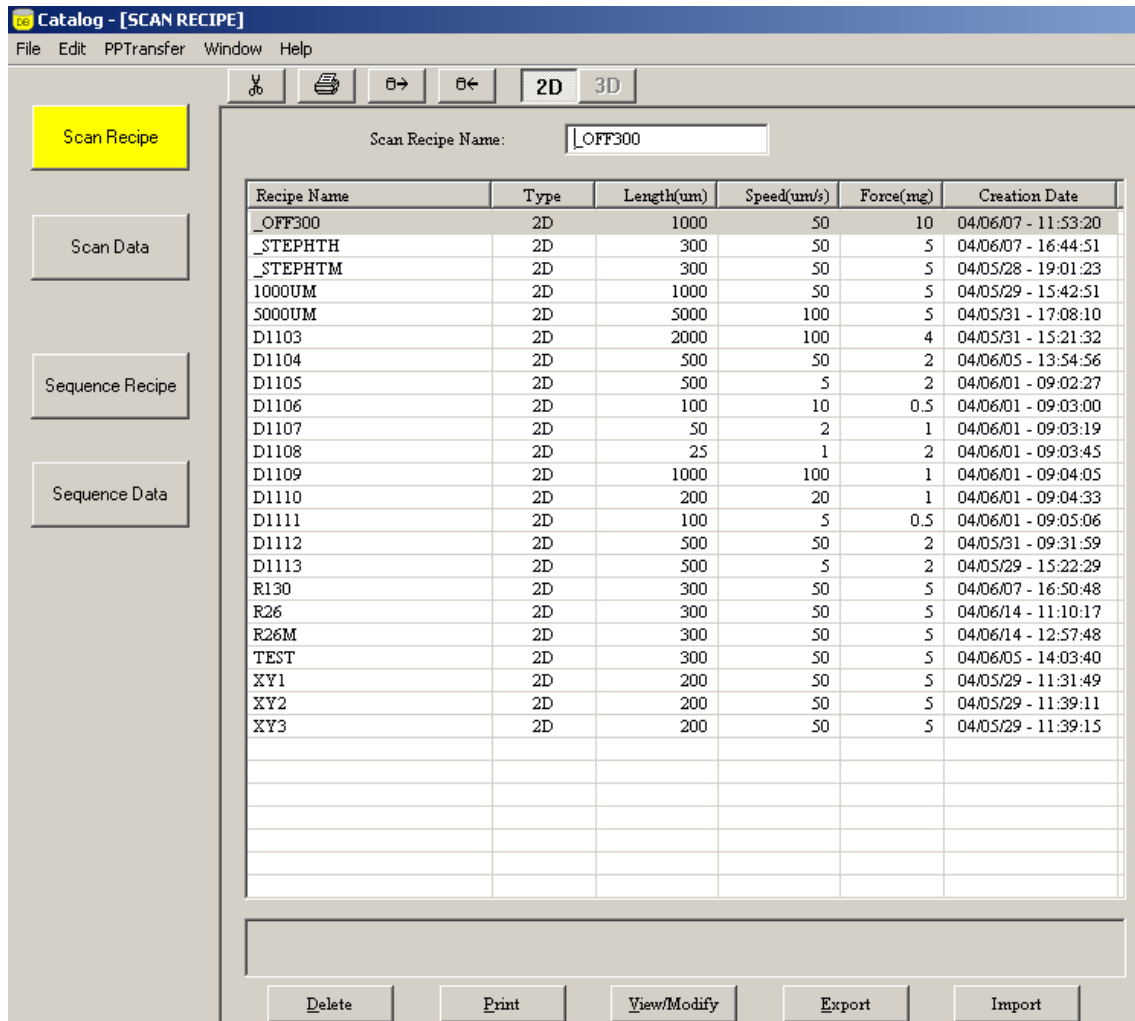 DB Catalog - [SCAN RECIPE]
File Edit PPTransfer Window Help
2D 3D
Scan Recipe
Scan Recipe Name: _OFF300
Scan Data
Sequence Recipe
Sequence Data
Recipe Name Type Length(um) Speed(um/s) Force(mg) Creation Date
_OFF300 2D 1000 50 10 04/06/07 - 11:53:20
_STEPHTH 2D 300 50 5 04/06/07 - 16:44:51
_STEPHTM 2D 300 50 5 04/05/28 - 19:01:23
1000UM 2D 1000 50 5 04/05/29 - 15:42:51
5000UM 2D 5000 100 5 04/05/31 - 17:08:10
D1103 2D 2000 100 4 04/05/31 - 15:21:32
D1104 2D 500 50 2 04/06/05 - 13:54:56
D1105 2D 500 5 2 04/06/01 - 09:02:27
D1106 2D 100 10 0.5 04/06/01 - 09:03:00
D1107 2D 50 2 1 04/06/01 - 09:03:19
D1108 2D 25 1 2 04/06/01 - 09:03:45
D1109 2D 1000 100 1 04/06/01 - 09:04:05
D1110 2D 200 20 1 04/06/01 - 09:04:33
D1111 2D 100 5 0.5 04/06/01 - 09:05:06
D1112 2D 500 50 2 04/05/31 - 09:31:59
D1113 2D 500 5 2 04/05/29 - 15:22:29
R130 2D 300 50 5 04/06/07 - 16:50:48
R26 2D 300 50 5 04/06/14 - 11:10:17
R26M 2D 300 50 5 04/06/14 - 12:57:48
TEST 2D 300 50 5 04/06/05 - 14:03:40
XY1 2D 200 50 5 04/05/29 - 11:31:49
XY2 2D 200 50 5 04/05/29 - 11:39:11
XY3 2D 200 50 5 04/05/29 - 11:39:15
Delete Print View/Modify Export Import